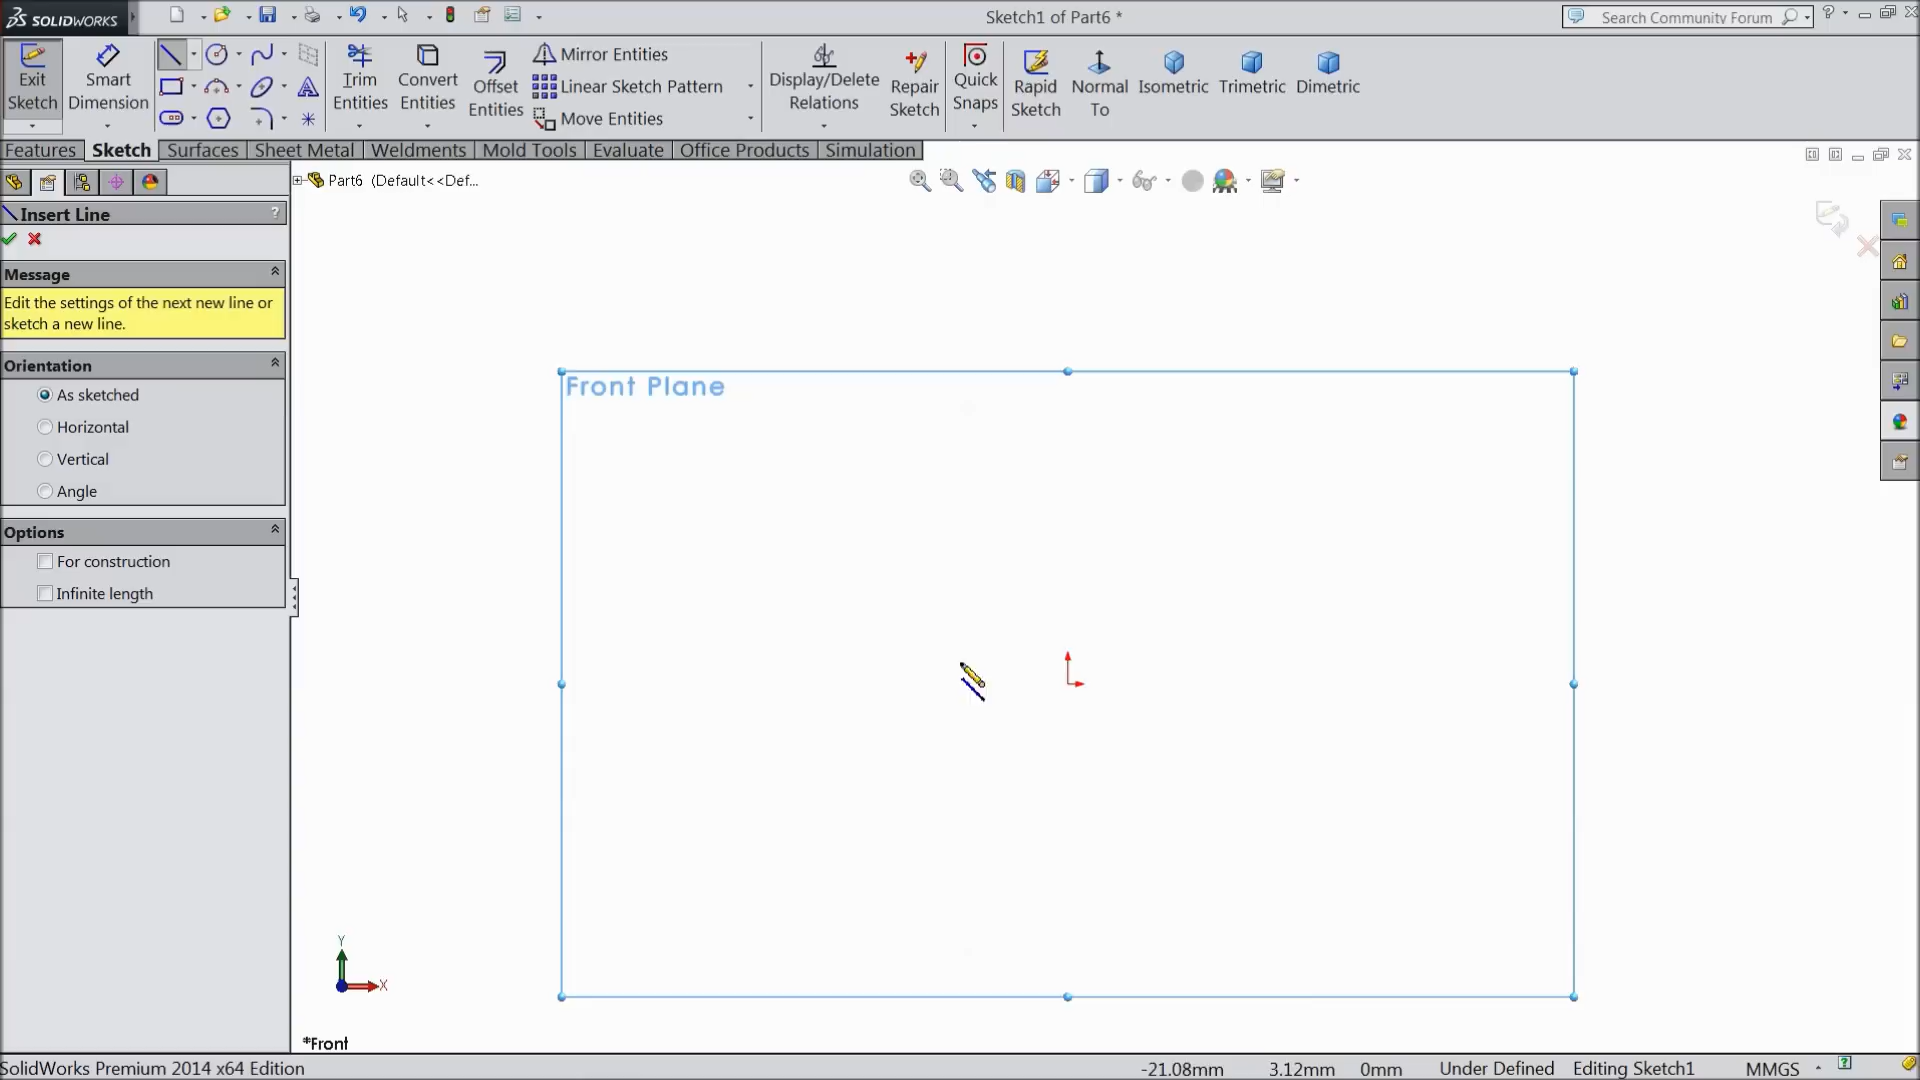 SOLIDWORKS
Sketch1 of Part6 *
Search Community Forum
Exit Sketch
Smart Dimension
Trim Entities
Convert Entities
Offset Entities
Mirror Entities
Linear Sketch Pattern
Move Entities
Display/Delete Relations
Repair Sketch
Quick Snaps
Rapid Sketch
Normal To
Isometric
Trimetric
Dimetric
Features Sketch Surfaces Sheet Metal Weldments Mold Tools Evaluate Office Products Simulation
Part6 (Default<<Def...
Insert Line ?
Message
Edit the settings of the next new line or
sketch a new line.
Orientation
As sketched
Horizontal
Vertical
Angle
Options
For construction
Infinite length
Front Plane
Y
X
*Front
SolidWorks Premium 2014 x64 Edition
-21.08mm 3.12mm 0mm Under Defined Editing Sketch1 MMGS